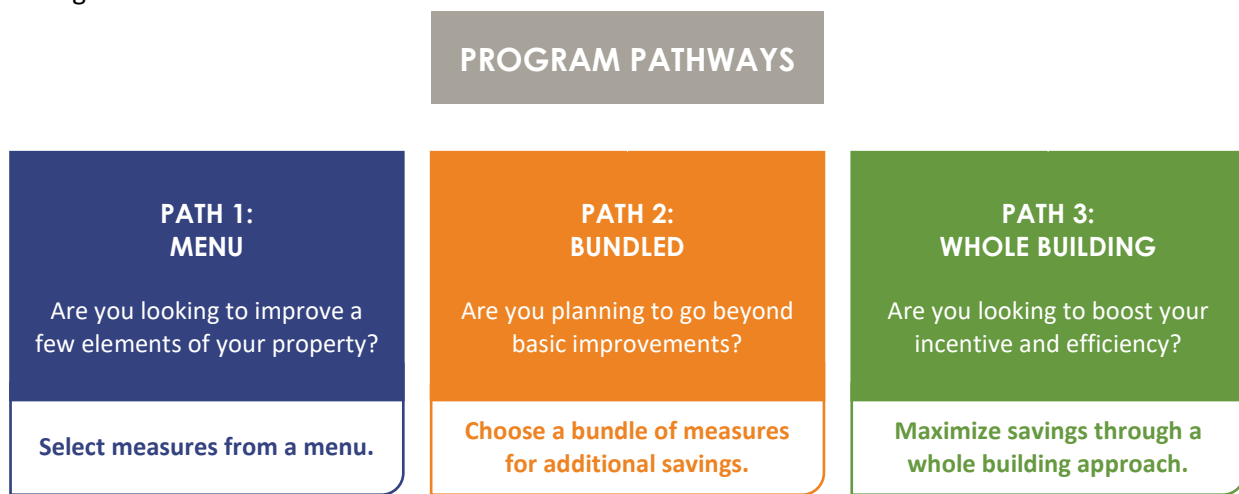 PROGRAM PATHWAYS
PATH 1:
MENU
Are you looking to improve a
few elements of your property?
Select measures from a menu.
PATH 2:
BUNDLED
Are you planning to go beyond
basic improvements?
Choose a bundle of measures
for additional savings.
PATH 3:
WHOLE BUILDING
Are you looking to boost your
incentive and efficiency?
Maximize savings through a
whole building approach.